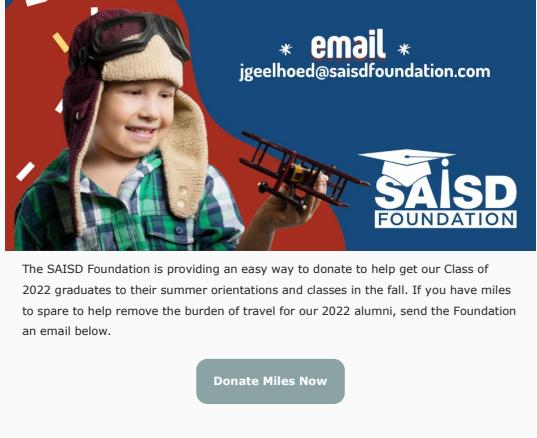 * email *
jgeelhoed@saisdfoundation.com
SAISD
FOUNDATION
The SAISD Foundation is providing an easy way to donate to help get our Class of
2022 graduates to their summer orientations and classes in the fall. If you have miles
to spare to help remove the burden of travel for our 2022 alumni, send the Foundation
an email below.
Donate Miles Now